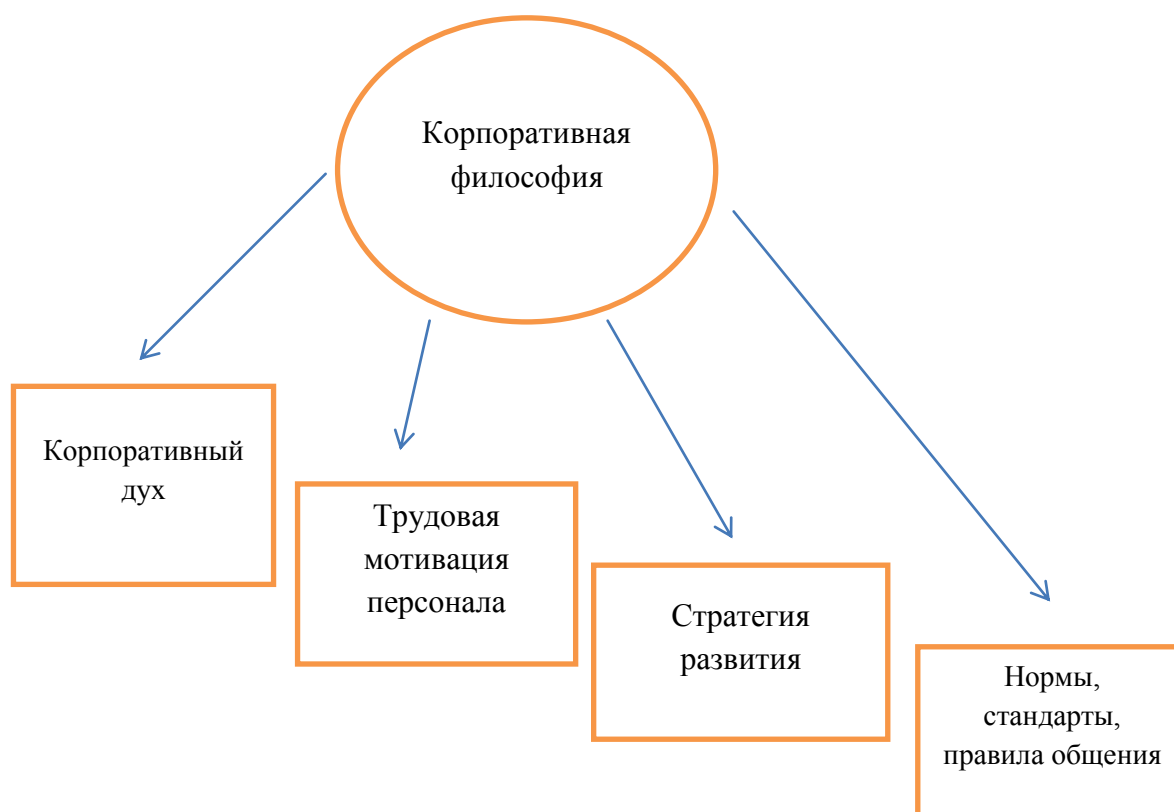 Корпоративная
философия
Корпоративный
дух
Трудовая
мотивация
персонала
Стратегия
развития
Нормы,
стандарты,
правила общения